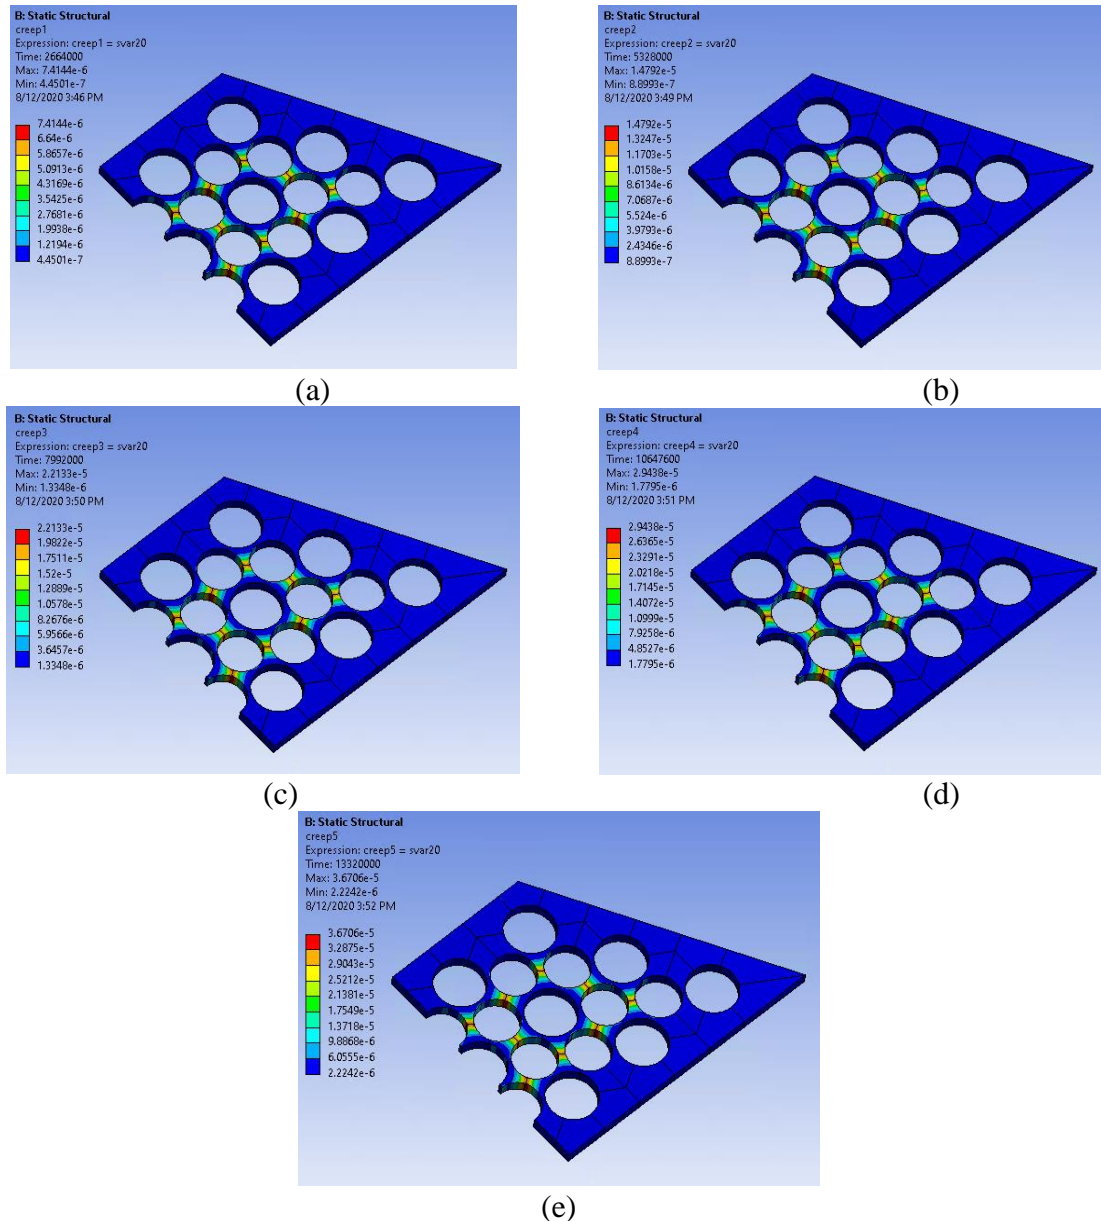 B: Static Structural
creep1
Expression: creep1 = svar20
Time: 2664000
Max: 7.4144e-6
Min: 4.4501e-7
8/12/2020 3:46 PM
7.4144e-6
6.64e-6
5.8657e-6
5.0913e-6
4.3169e-6
3.5425e-6
2.7681e-6
1.9938e-6
1.2194e-6
4.4501e-7
(a)
B: Static Structural
creep2
Expression: creep2 = svar20
Time: 5328000
Max: 1.4792e-5
Min: 8.8993e-7
8/12/2020 3:49 PM
1.4792e-5
1.3247e-5
1.1703e-5
1.0158e-5
8.6134e-6
7.0687e-6
5.524e-6
3.9793e-6
2.4346e-6
8.8993e-7
(b)
B: Static Structural
creep3
Expression: creep3 = svar20
Time: 7992000
Max: 2.2133e-5
Min: 1.3348e-6
8/12/2020 3:50 PM
2.2133e-5
1.9822e-5
1.7511e-5
1.52e-5
1.2889e-5
1.0578e-5
8.2676e-6
5.9566e-6
3.6457e-6
1.3348e-6
(c)
B: Static Structural
creep4
Expression: creep4 = svar20
Time: 10647600
Max: 2.9438e-5
Min: 1.7795e-6
8/12/2020 3:51 PM
2.9438e-5
2.6365e-5
2.3291e-5
2.0218e-5
1.7145e-5
1.4072e-5
1.0999e-5
7.9258e-6
4.8527e-6
1.7795e-6
(d)
B: Static Structural
creep5
Expression: creep5 = svar20
Time: 13320000
Max: 3.6706e-5
Min: 2.2242e-6
8/12/2020 3:52 PM
3.6706e-5
3.2875e-5
2.9043e-5
2.5212e-5
2.1381e-5
1.7549e-5
1.3718e-5
9.8868e-6
6.0555e-6
2.2242e-6
(e)